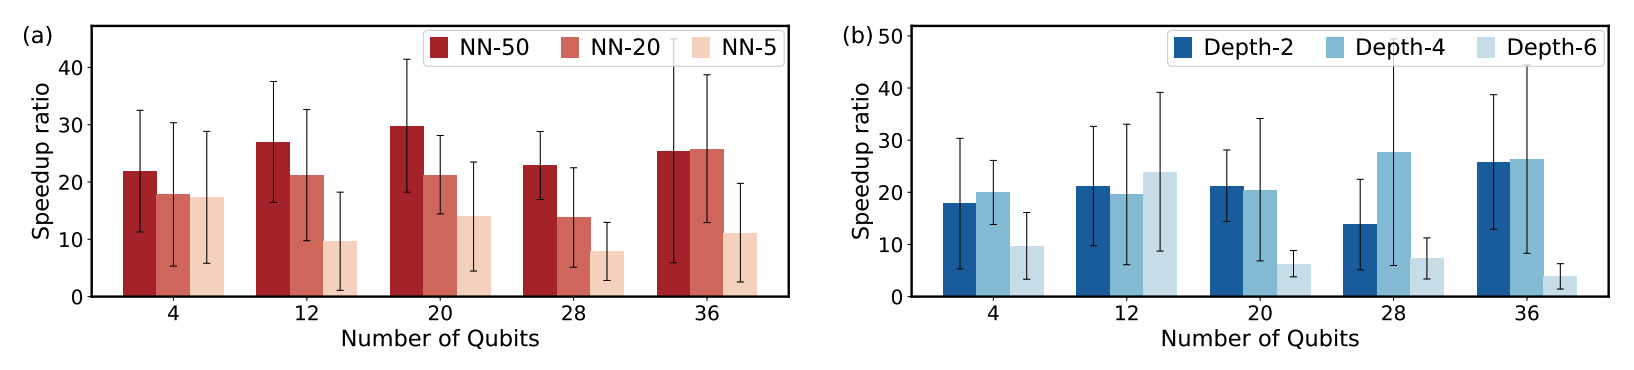 (a)
NN-50 NN-20 NN-5
40
30
20
10
0
Speedup ratio
4 12 20 28 36
Number of Qubits
(b)
Depth-2 Depth-4 Depth-6
50
40
30
20
10
0
Speedup ratio
4 12 20 28 36
Number of Qubits